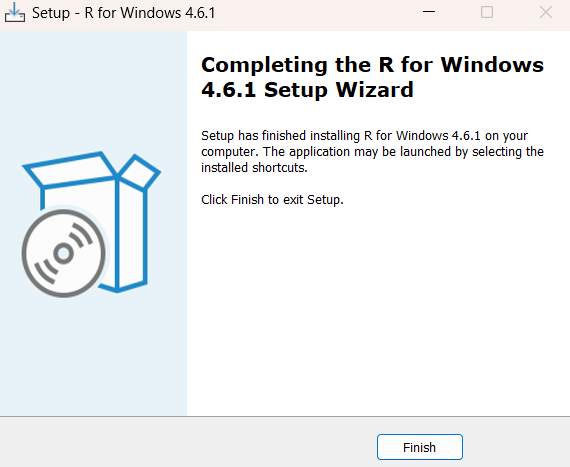 Setup - R for Windows 4.6.1
Completing the R for Windows
4.6.1 Setup Wizard
Setup has finished installing R for Windows 4.6.1 on your
computer. The application may be launched by selecting the
installed shortcuts.
Click Finish to exit Setup.
Finish